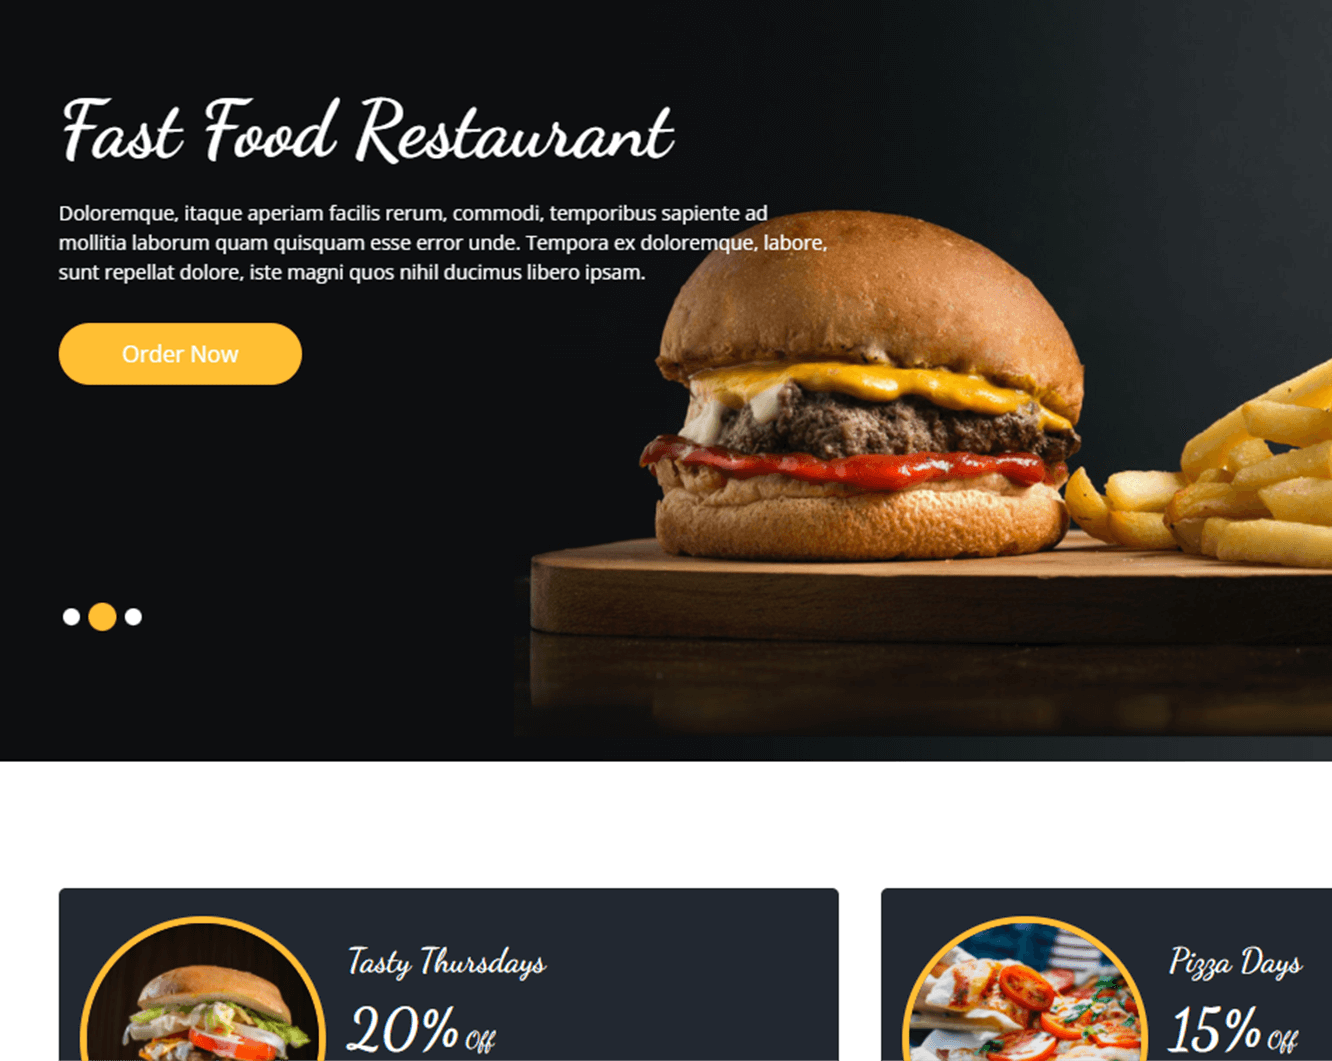 Fast Food Restaurant
Doloremque, itaque aperiam facilis rerum, commodi, temporibus sapiente ad
mollitia laborum quam quisquam esse error unde. Tempora ex doloremque, labore,
sunt repellat dolore, iste magni quos nihil ducimus libero ipsam.
Order Now
Tasty Thursdays
20% Off
Pizza Days
15% Off